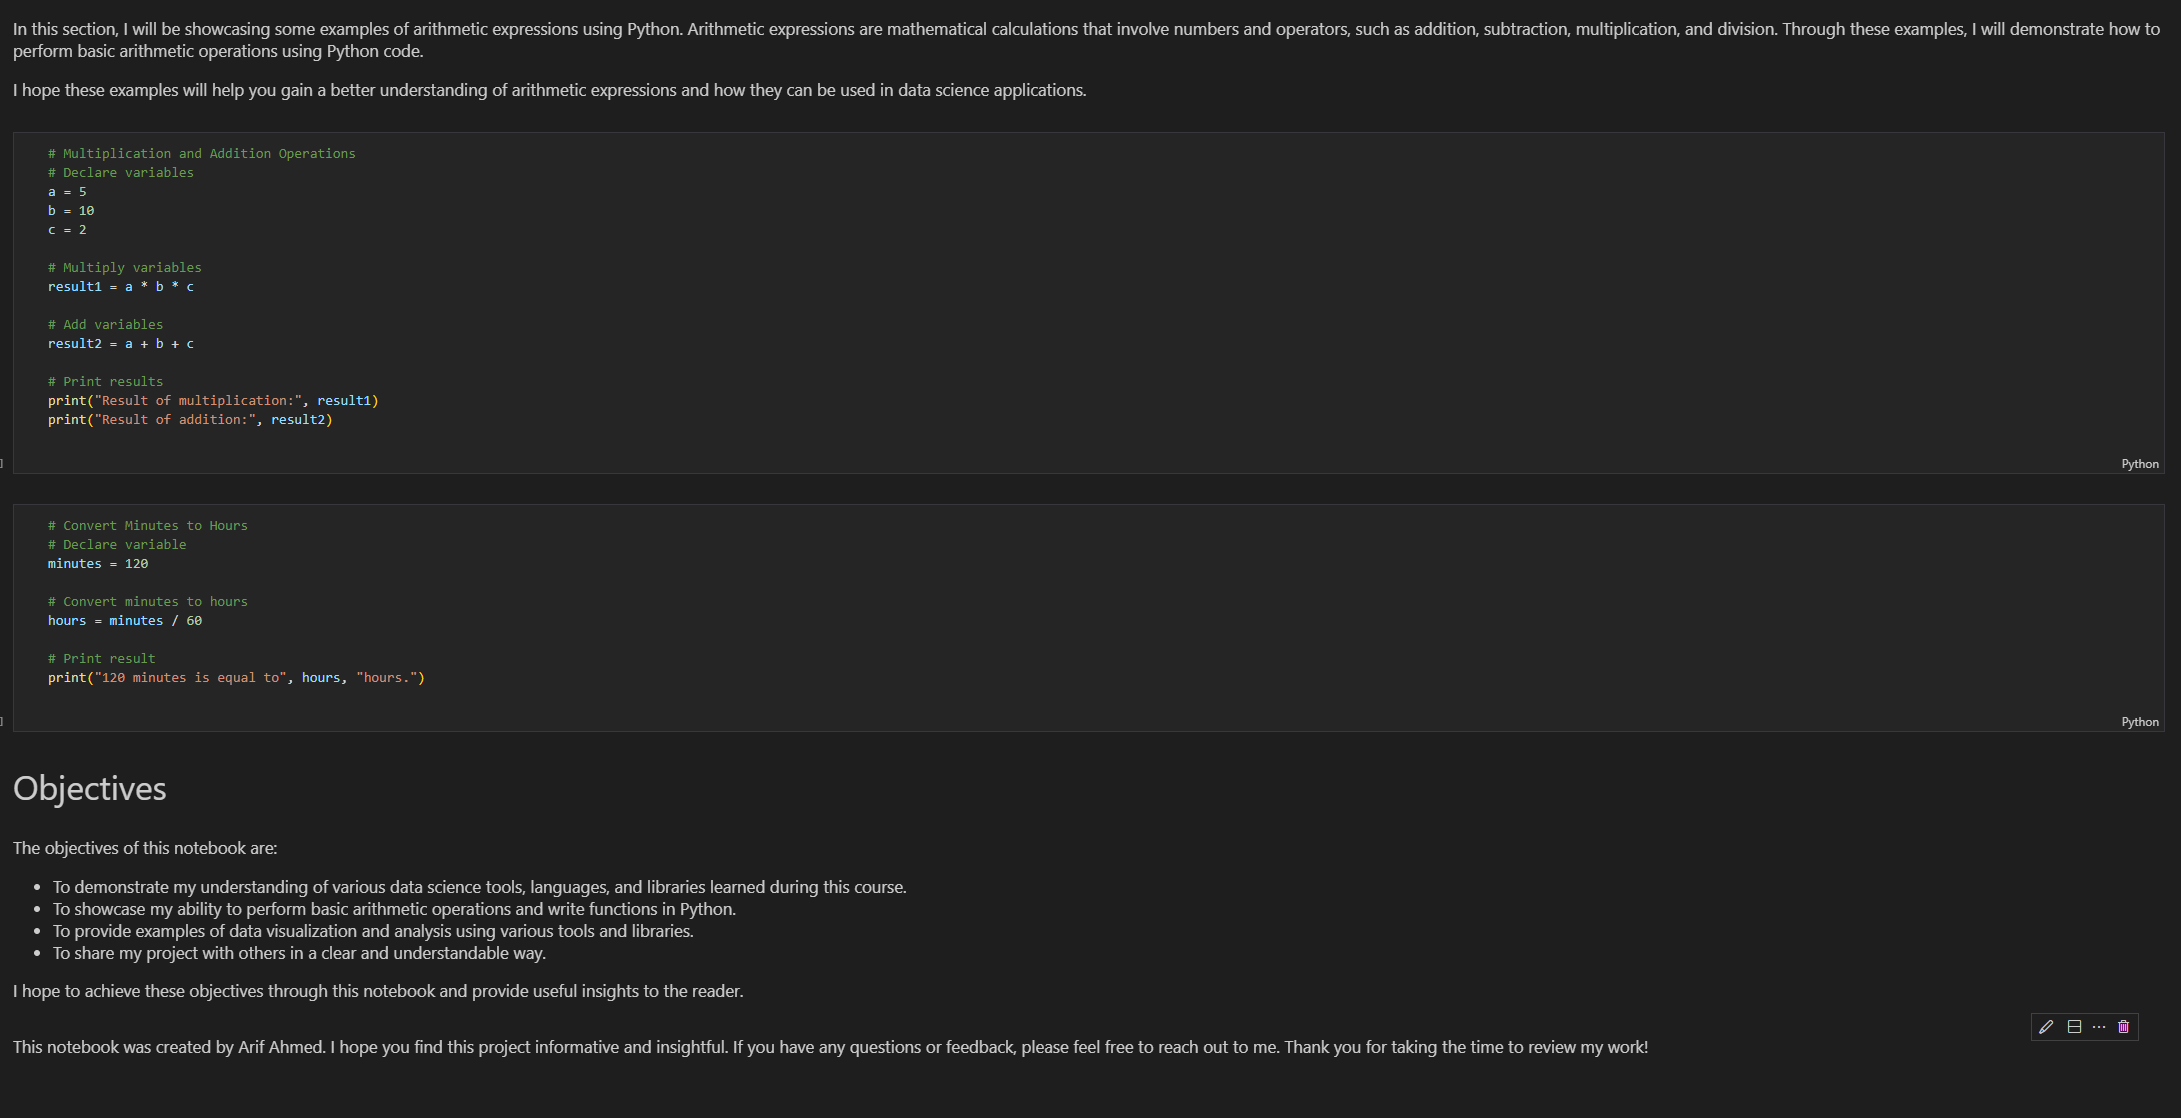 In this section, I will be showcasing some examples of arithmetic expressions using Python. Arithmetic expressions are mathematical calculations that involve numbers and operators, such as addition, subtraction, multiplication, and division. Through these examples, I will demonstrate how to
perform basic arithmetic operations using Python code.
I hope these examples will help you gain a better understanding of arithmetic expressions and how they can be used in data science applications.
# Multiplication and Addition Operations
# Declare variables
a = 5
b = 10
c = 2
# Multiply variables
result1 = a * b * c
# Add variables
result2 = a + b + c
# Print results
print("Result of multiplication:", result1)
print("Result of addition:", result2)
]
Python
# Convert Minutes to Hours
# Declare variable
minutes = 120
# Convert minutes to hours
hours = minutes / 60
# Print result
print("120 minutes is equal to", hours, "hours.")
]
Python
Objectives
The objectives of this notebook are:
• To demonstrate my understanding of various data science tools, languages, and libraries learned during this course.
• To showcase my ability to perform basic arithmetic operations and write functions in Python.
• To provide examples of data visualization and analysis using various tools and libraries.
• To share my project with others in a clear and understandable way.
I hope to achieve these objectives through this notebook and provide useful insights to the reader.
This notebook was created by Arif Ahmed. I hope you find this project informative and insightful. If you have any questions or feedback, please feel free to reach out to me. Thank you for taking the time to review my work!